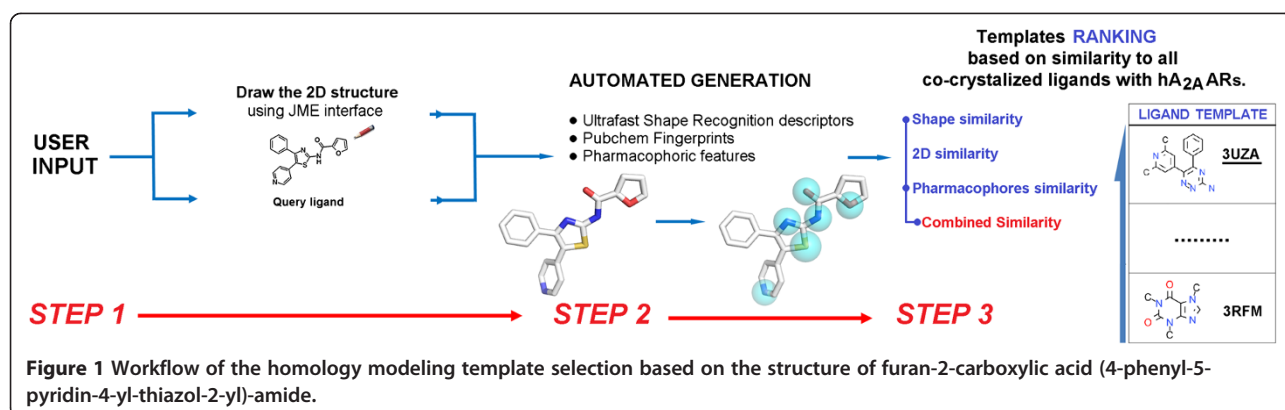 Templates RANKING
based on similarity to all
co-crystalized ligands with hA2A ARs.
USER
INPUT
Draw the 2D structure
using JME interface
O
N
S
NH
O
N
Query ligand
AUTOMATED GENERATION
● Ultrafast Shape Recognition descriptors
● Pubchem Fingerprints
● Pharmacophoric features
Shape similarity
2D similarity
Pharmacophores similarity
Combined Similarity
LIGAND TEMPLATE
C
N
C
N
N
N
N
3UZA
.........
O
C
N
N
C
O
N
N
C
3RFM
STEP 1
STEP 2
STEP 3
Figure 1 Workflow of the homology modeling template selection based on the structure of furan-2-carboxylic acid (4-phenyl-5-
pyridin-4-yl-thiazol-2-yl)-amide.